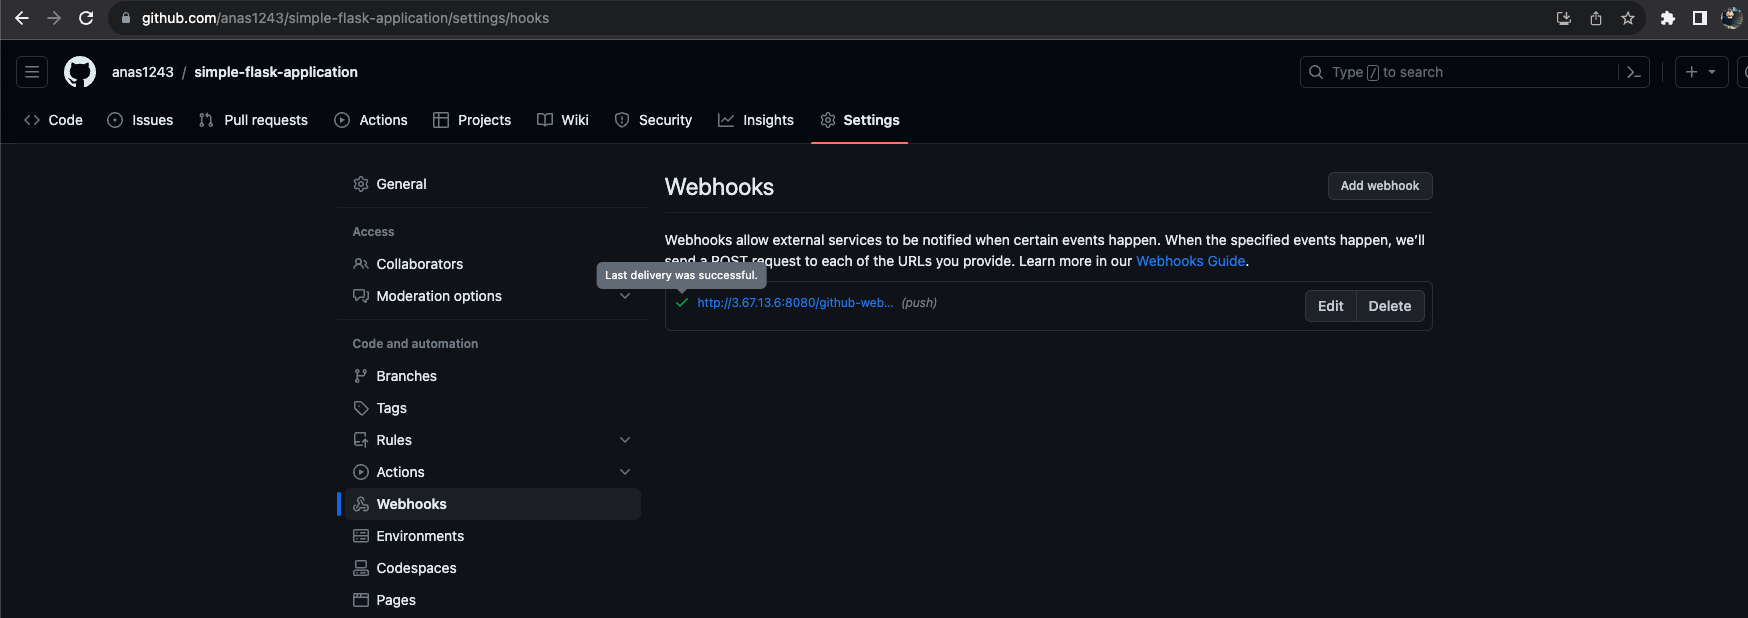 github.com/anas1243/simple-flask-application/settings/hooks
anas1243 / simple-flask-application
Type / to search
Code Issues Pull requests Actions Projects Wiki Security Insights Settings
General
Access
Collaborators
Moderation options
Code and automation
Branches
Tags
Rules
Actions
Webhooks
Environments
Codespaces
Pages
Webhooks
Add webhook
Webhooks allow external services to be notified when certain events happen. When the specified events happen, we’ll
send a POST request to each of the URLs you provide. Learn more in our Webhooks Guide.
Last delivery was successful.
http://3.67.13.6:8080/github-web... (push)
Edit Delete